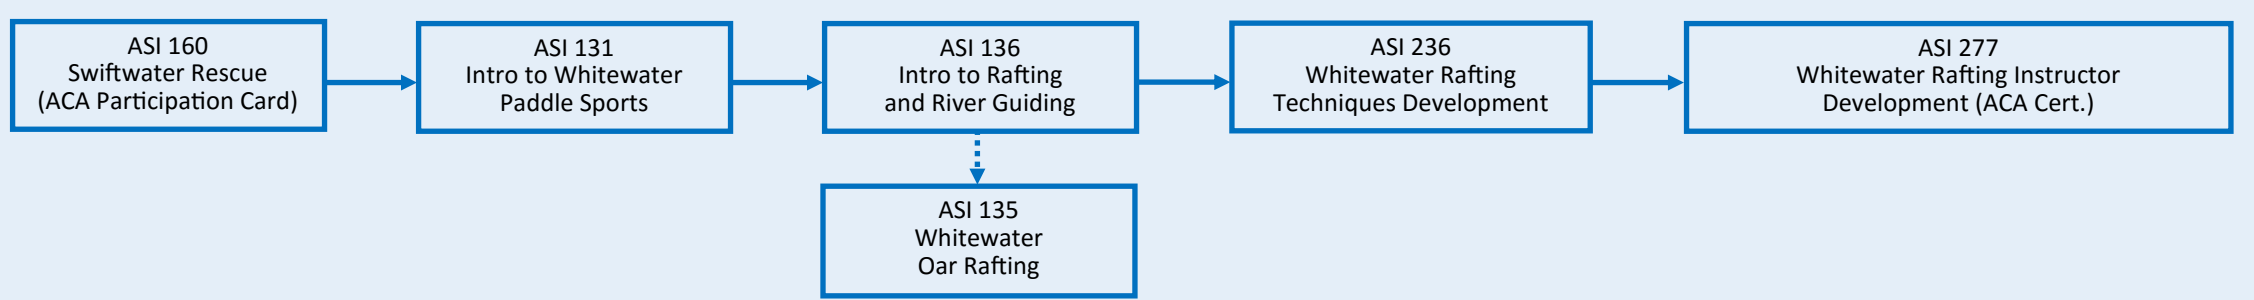 ASI 160
Swiftwater Rescue
(ACA Participation Card)
ASI 131
Intro to Whitewater
Paddle Sports
ASI 136
Intro to Rafting
and River Guiding
ASI 236
Whitewater Rafting
Techniques Development
ASI 277
Whitewater Rafting Instructor
Development (ACA Cert.)
ASI 135
Whitewater
Oar Rafting